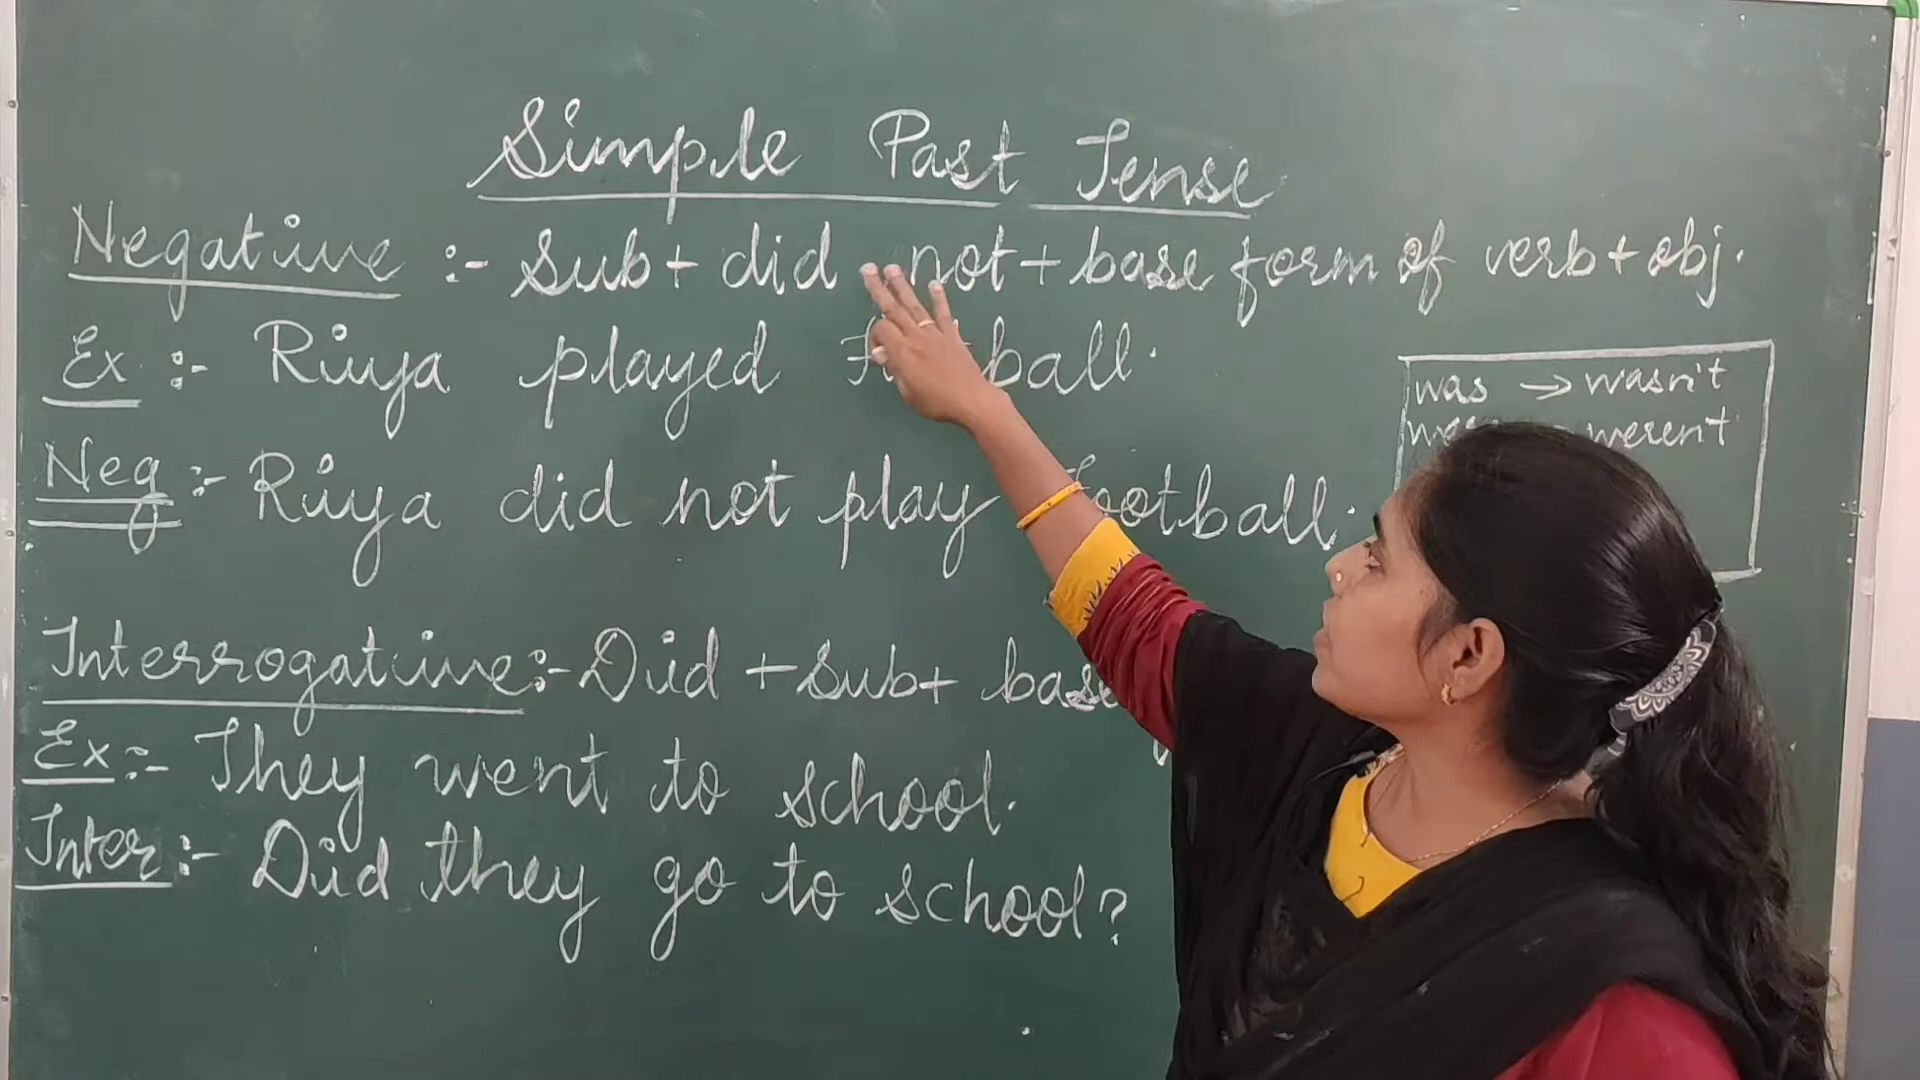 Simple Past Tense
Negative :- Sub + did not + base form of verb + obj.
Ex :- Riya played ball.
was → wasn't
weren't
Neg :- Riya did not play football.
Interrogative :- Did + Sub + base
Ex :- They went to school.
Inter :- Did they go to school?